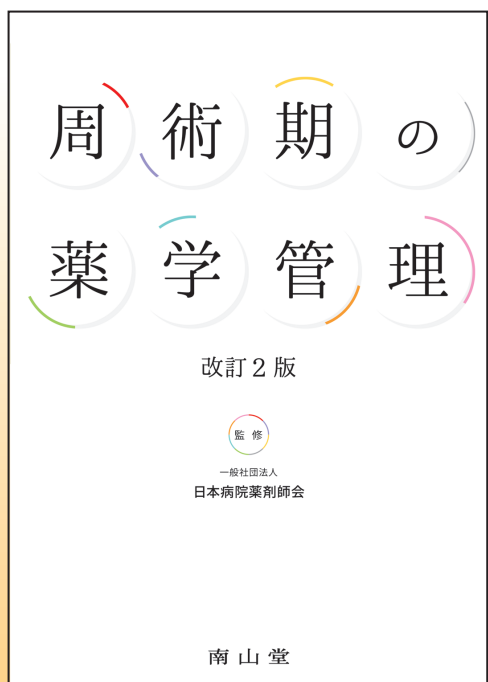 周術期の
薬学管理
改訂2版
監修
一般社団法人
日本病院薬剤師会
南山堂